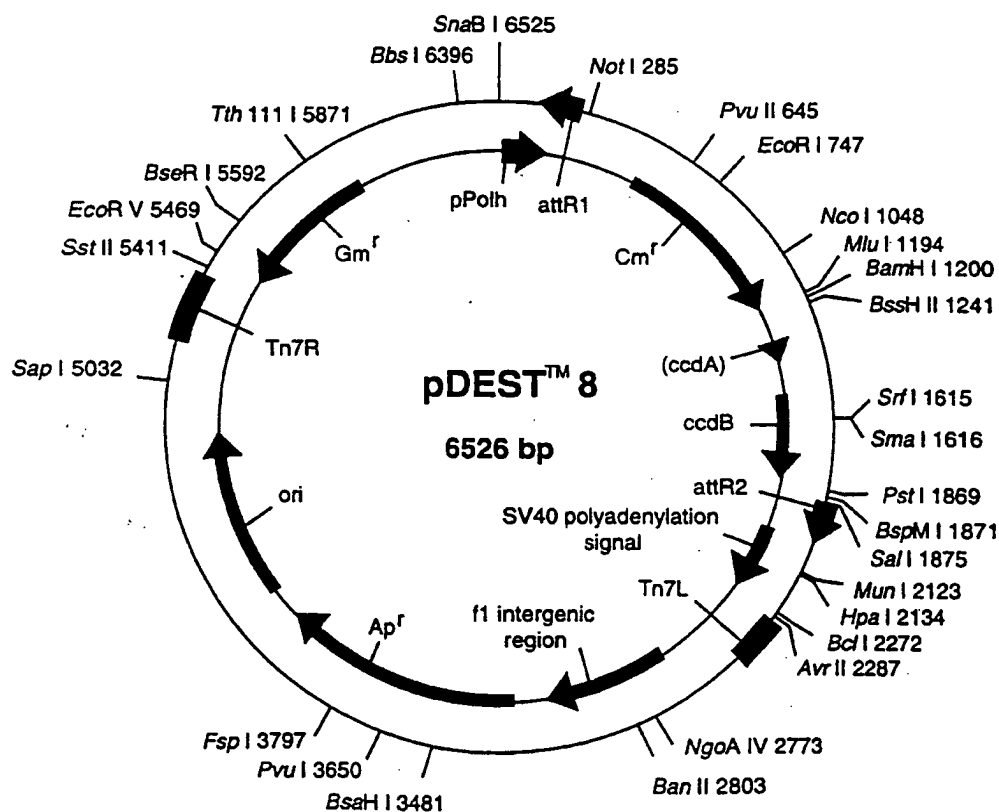 SnaB I 6525
Bbs I 6396
Not I 285
Tth 111 I 5871
Pvu II 645
EcoR I 747
BseR I 5592
EcoR V 5469
Sst II 5411
pPolh
attR1
Nco I 1048
Mlu I 1194
BamH I 1200
BssH II 1241
Gmr
Cmr
Tn7R
(ccdA)
Sap I 5032
pDEST™ 8
6526 bp
ccdB
Srf I 1615
Sma I 1616
attR2
ori
SV40 polyadenylation
signal
Pst I 1869
BspM I 1871
Sal I 1875
Tn7L
Mun I 2123
Hpa I 2134
Bcl I 2272
Avr II 2287
Apr
f1 intergenic
region
Fsp I 3797
Pvu I 3650
BsaH I 3481
NgoA IV 2773
Ban II 2803